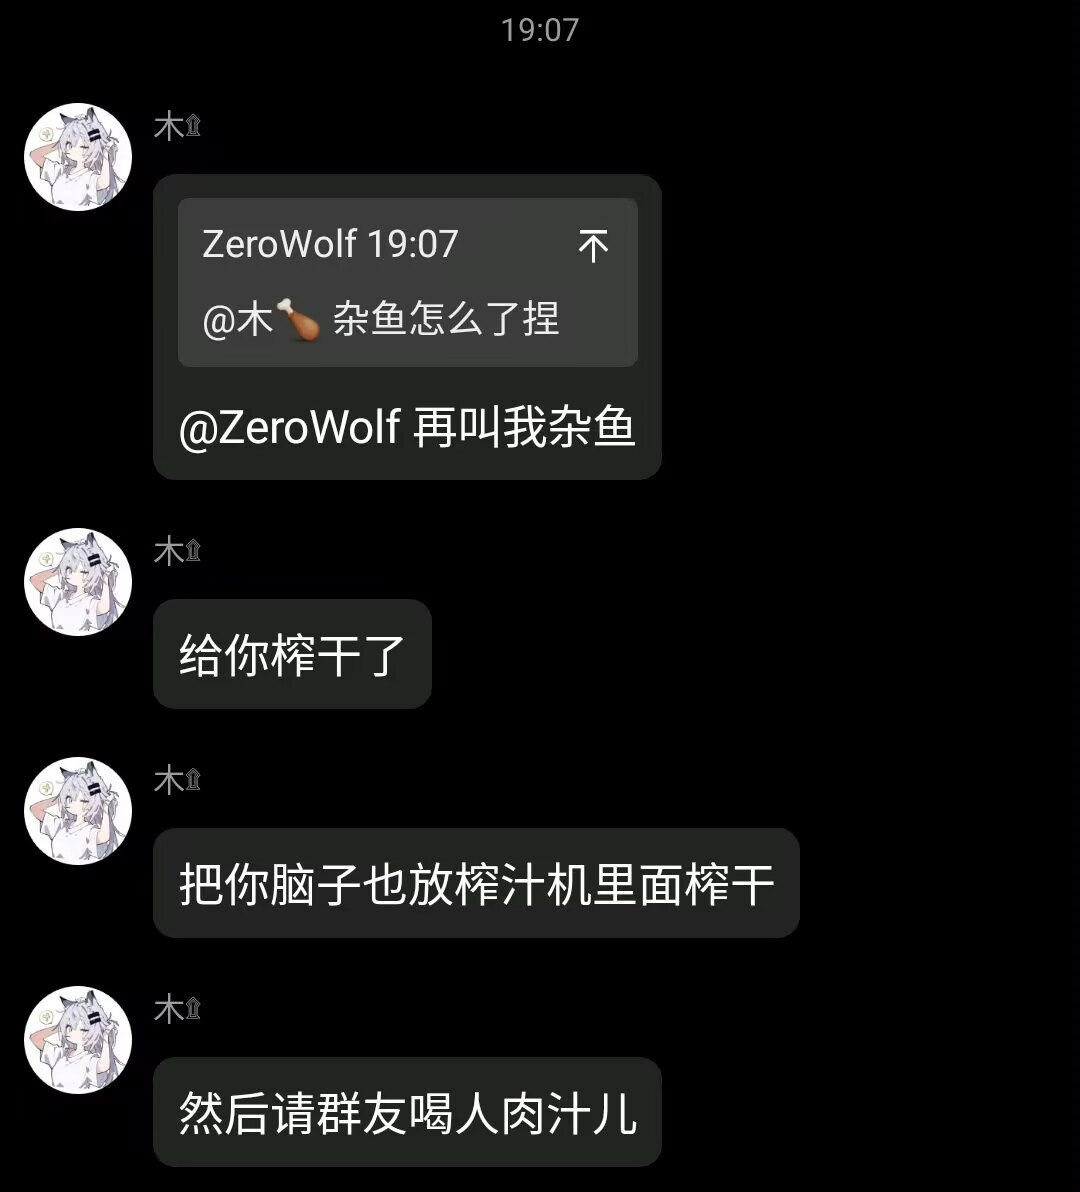 19:07
木۩
ZeroWolf 19:07
@木🍗 杂鱼怎么了捏
@ZeroWolf 再叫我杂鱼
木۩
给你榨干了
木۩
把你脑子也放榨汁机里面榨干
木۩
然后请群友喝人肉汁儿